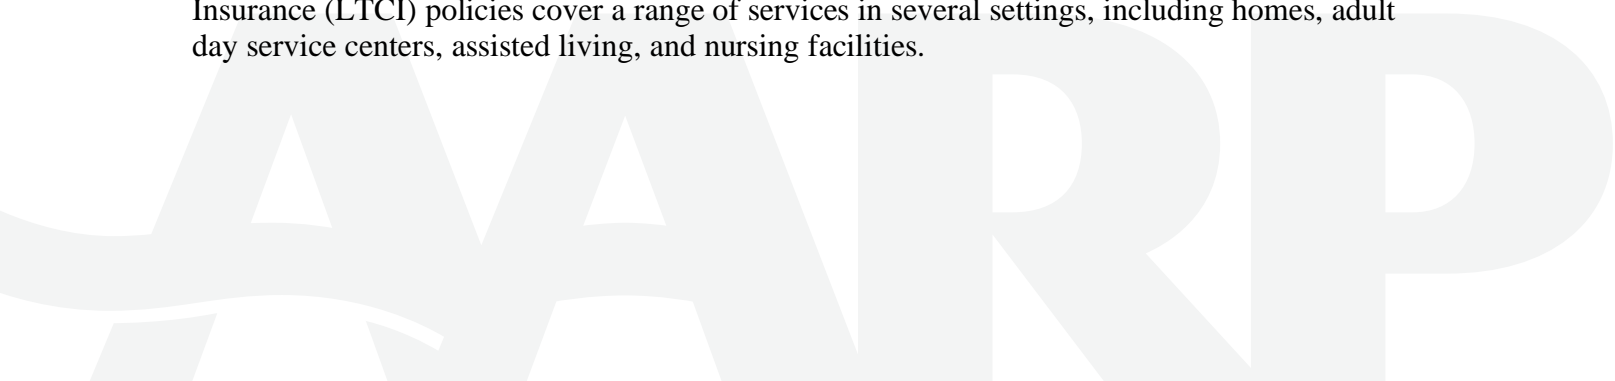 Insurance (LTCI) policies cover a range of services in several settings, including homes, adult
day service centers, assisted living, and nursing facilities.
AARP